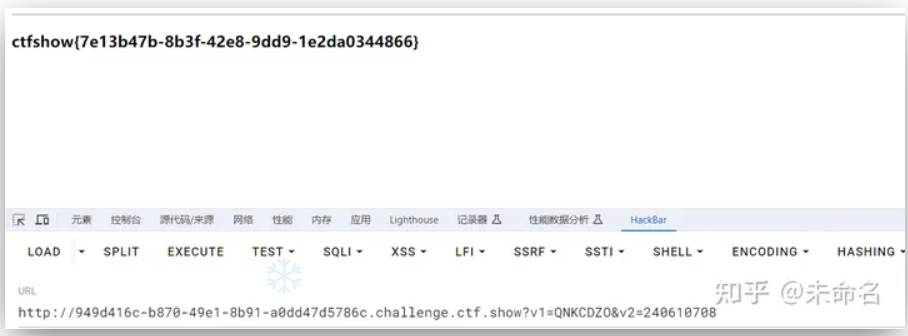 ctfshow{7e13b47b-8b3f-42e8-9dd9-1e2da0344866}
元素 控制台 源代码/来源 网络 性能 内存 应用 Lighthouse 记录器 性能数据分析 HackBar
LOAD SPLIT EXECUTE TEST SQLI XSS LFI SSRF SSTI SHELL ENCODING HASHING
URL
http://949d416c-b870-49e1-8b91-a0dd47d5786c.challenge.ctf.show?v1=QNKCDZO&v2=240610708
知乎 @未命名